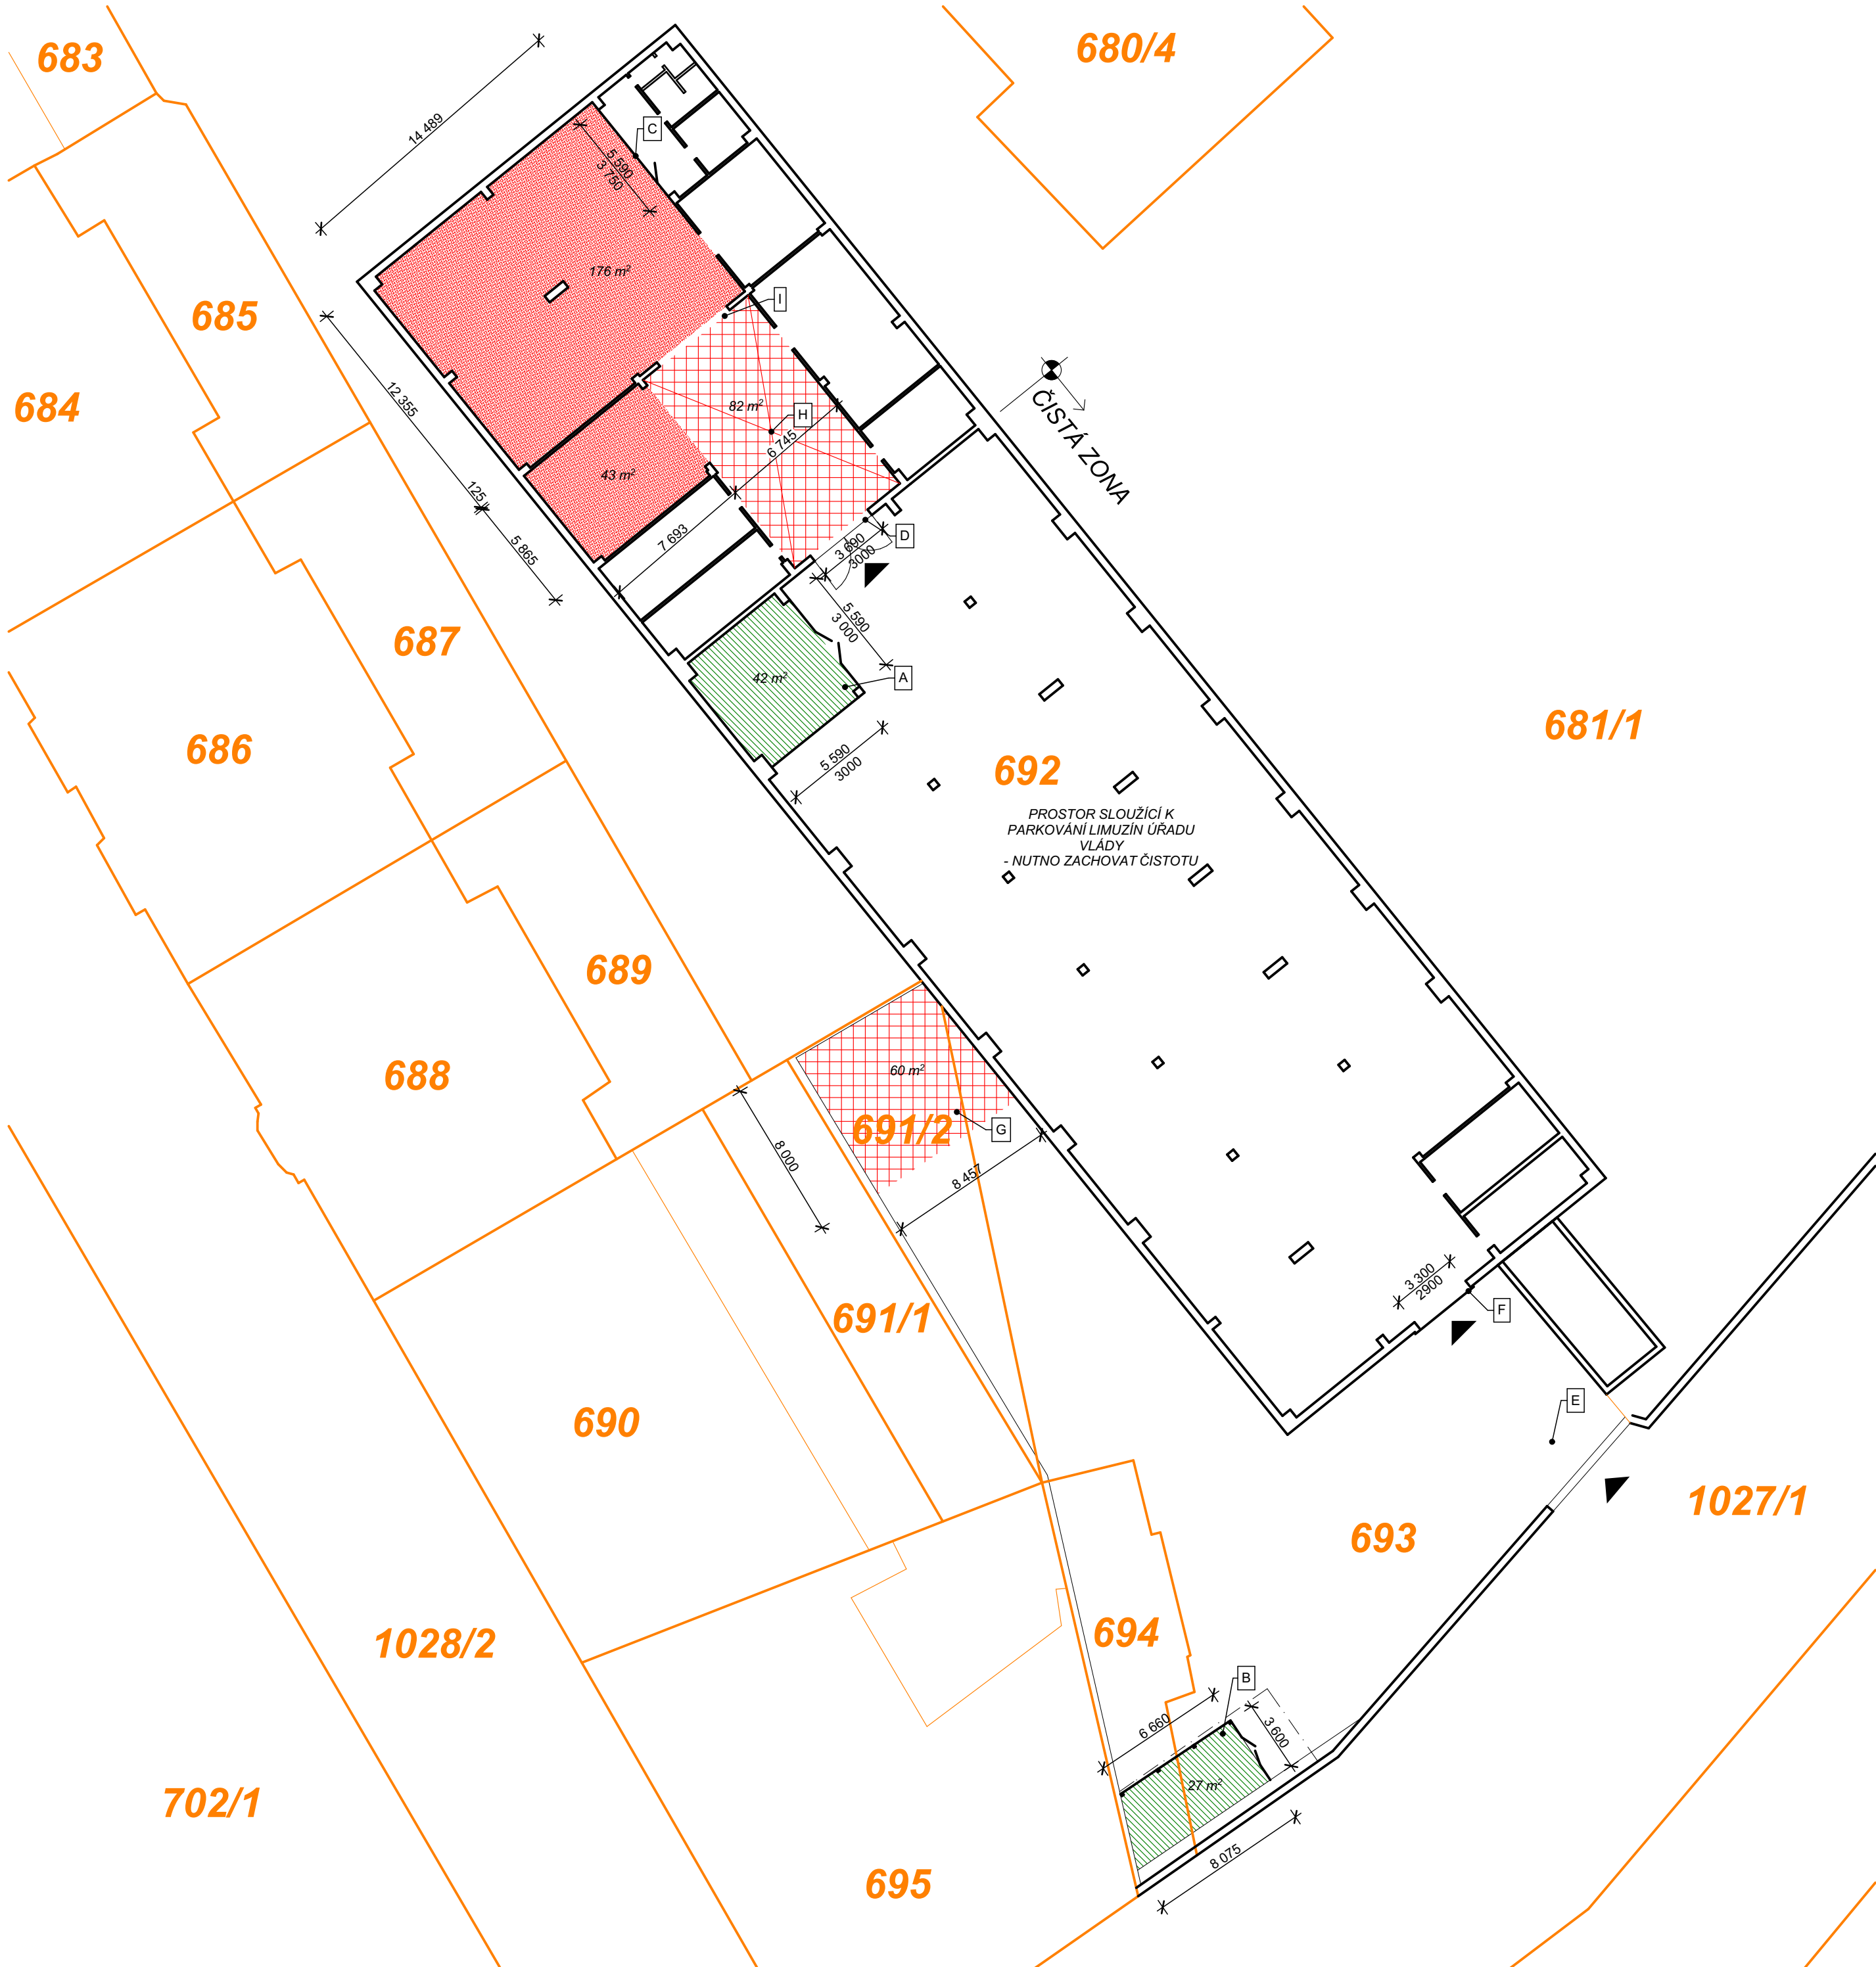 683
680/4
14 489
C
5 590
3 750
176 m²
I
685
684
12 355
ČISTÁ ZONA
82 m²
H
6 745
43 m²
125
D
7 693
3 690
3000
5 865
5 590
3 000
687
42 m²
A
681/1
686
5 590
3000
692
PROSTOR SLOUŽÍCÍ K
PARKOVÁNÍ LIMUZÍN ÚŘADU
VLÁDY
- NUTNO ZACHOVAT ČISTOTU
689
688
60 m²
691/2
G
8 000
8 457
3 300
2900
F
691/1
E
690
1027/1
693
694
1028/2
B
6 660
3 600
27 m²
702/1
8 075
695